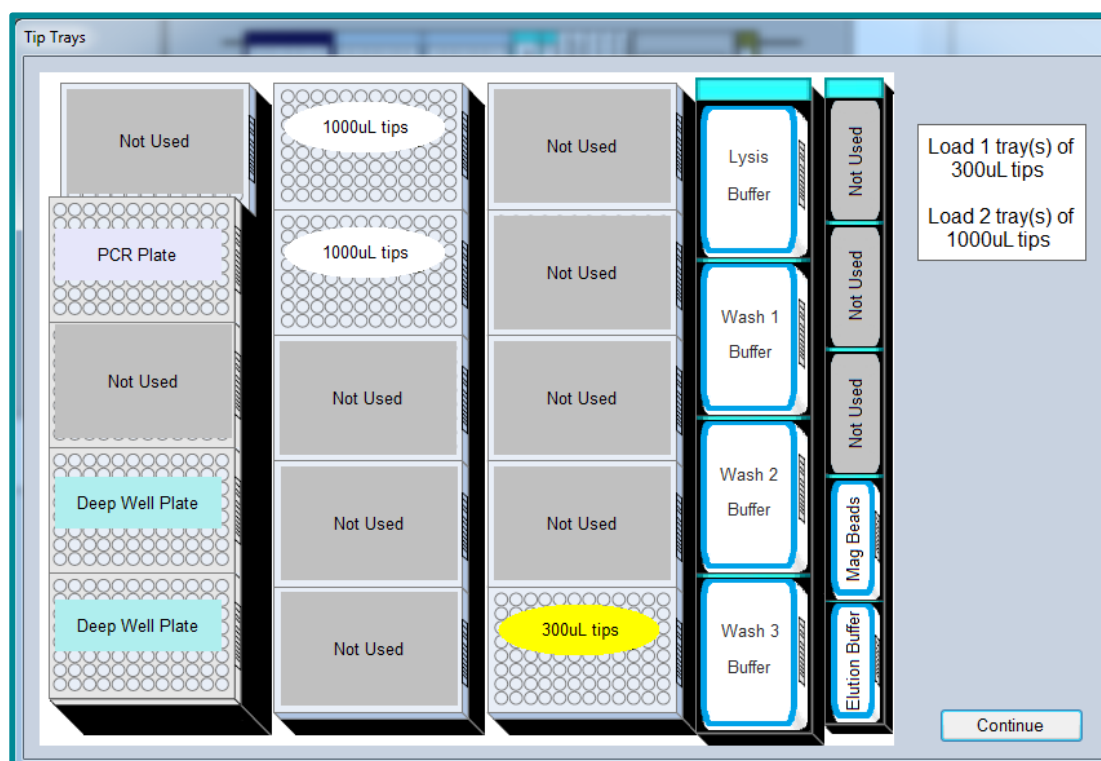 Tip Trays
Not Used
PCR Plate
Not Used
Deep Well Plate
Deep Well Plate
1000uL tips
1000uL tips
Not Used
Not Used
Not Used
Not Used
Not Used
Not Used
Not Used
300uL tips
Lysis
Buffer
Wash 1
Buffer
Wash 2
Buffer
Wash 3
Buffer
Not Used
Not Used
Not Used
Mag Beads
Elution Buffer
Load 1 tray(s) of
300uL tips
Load 2 tray(s) of
1000uL tips
Continue